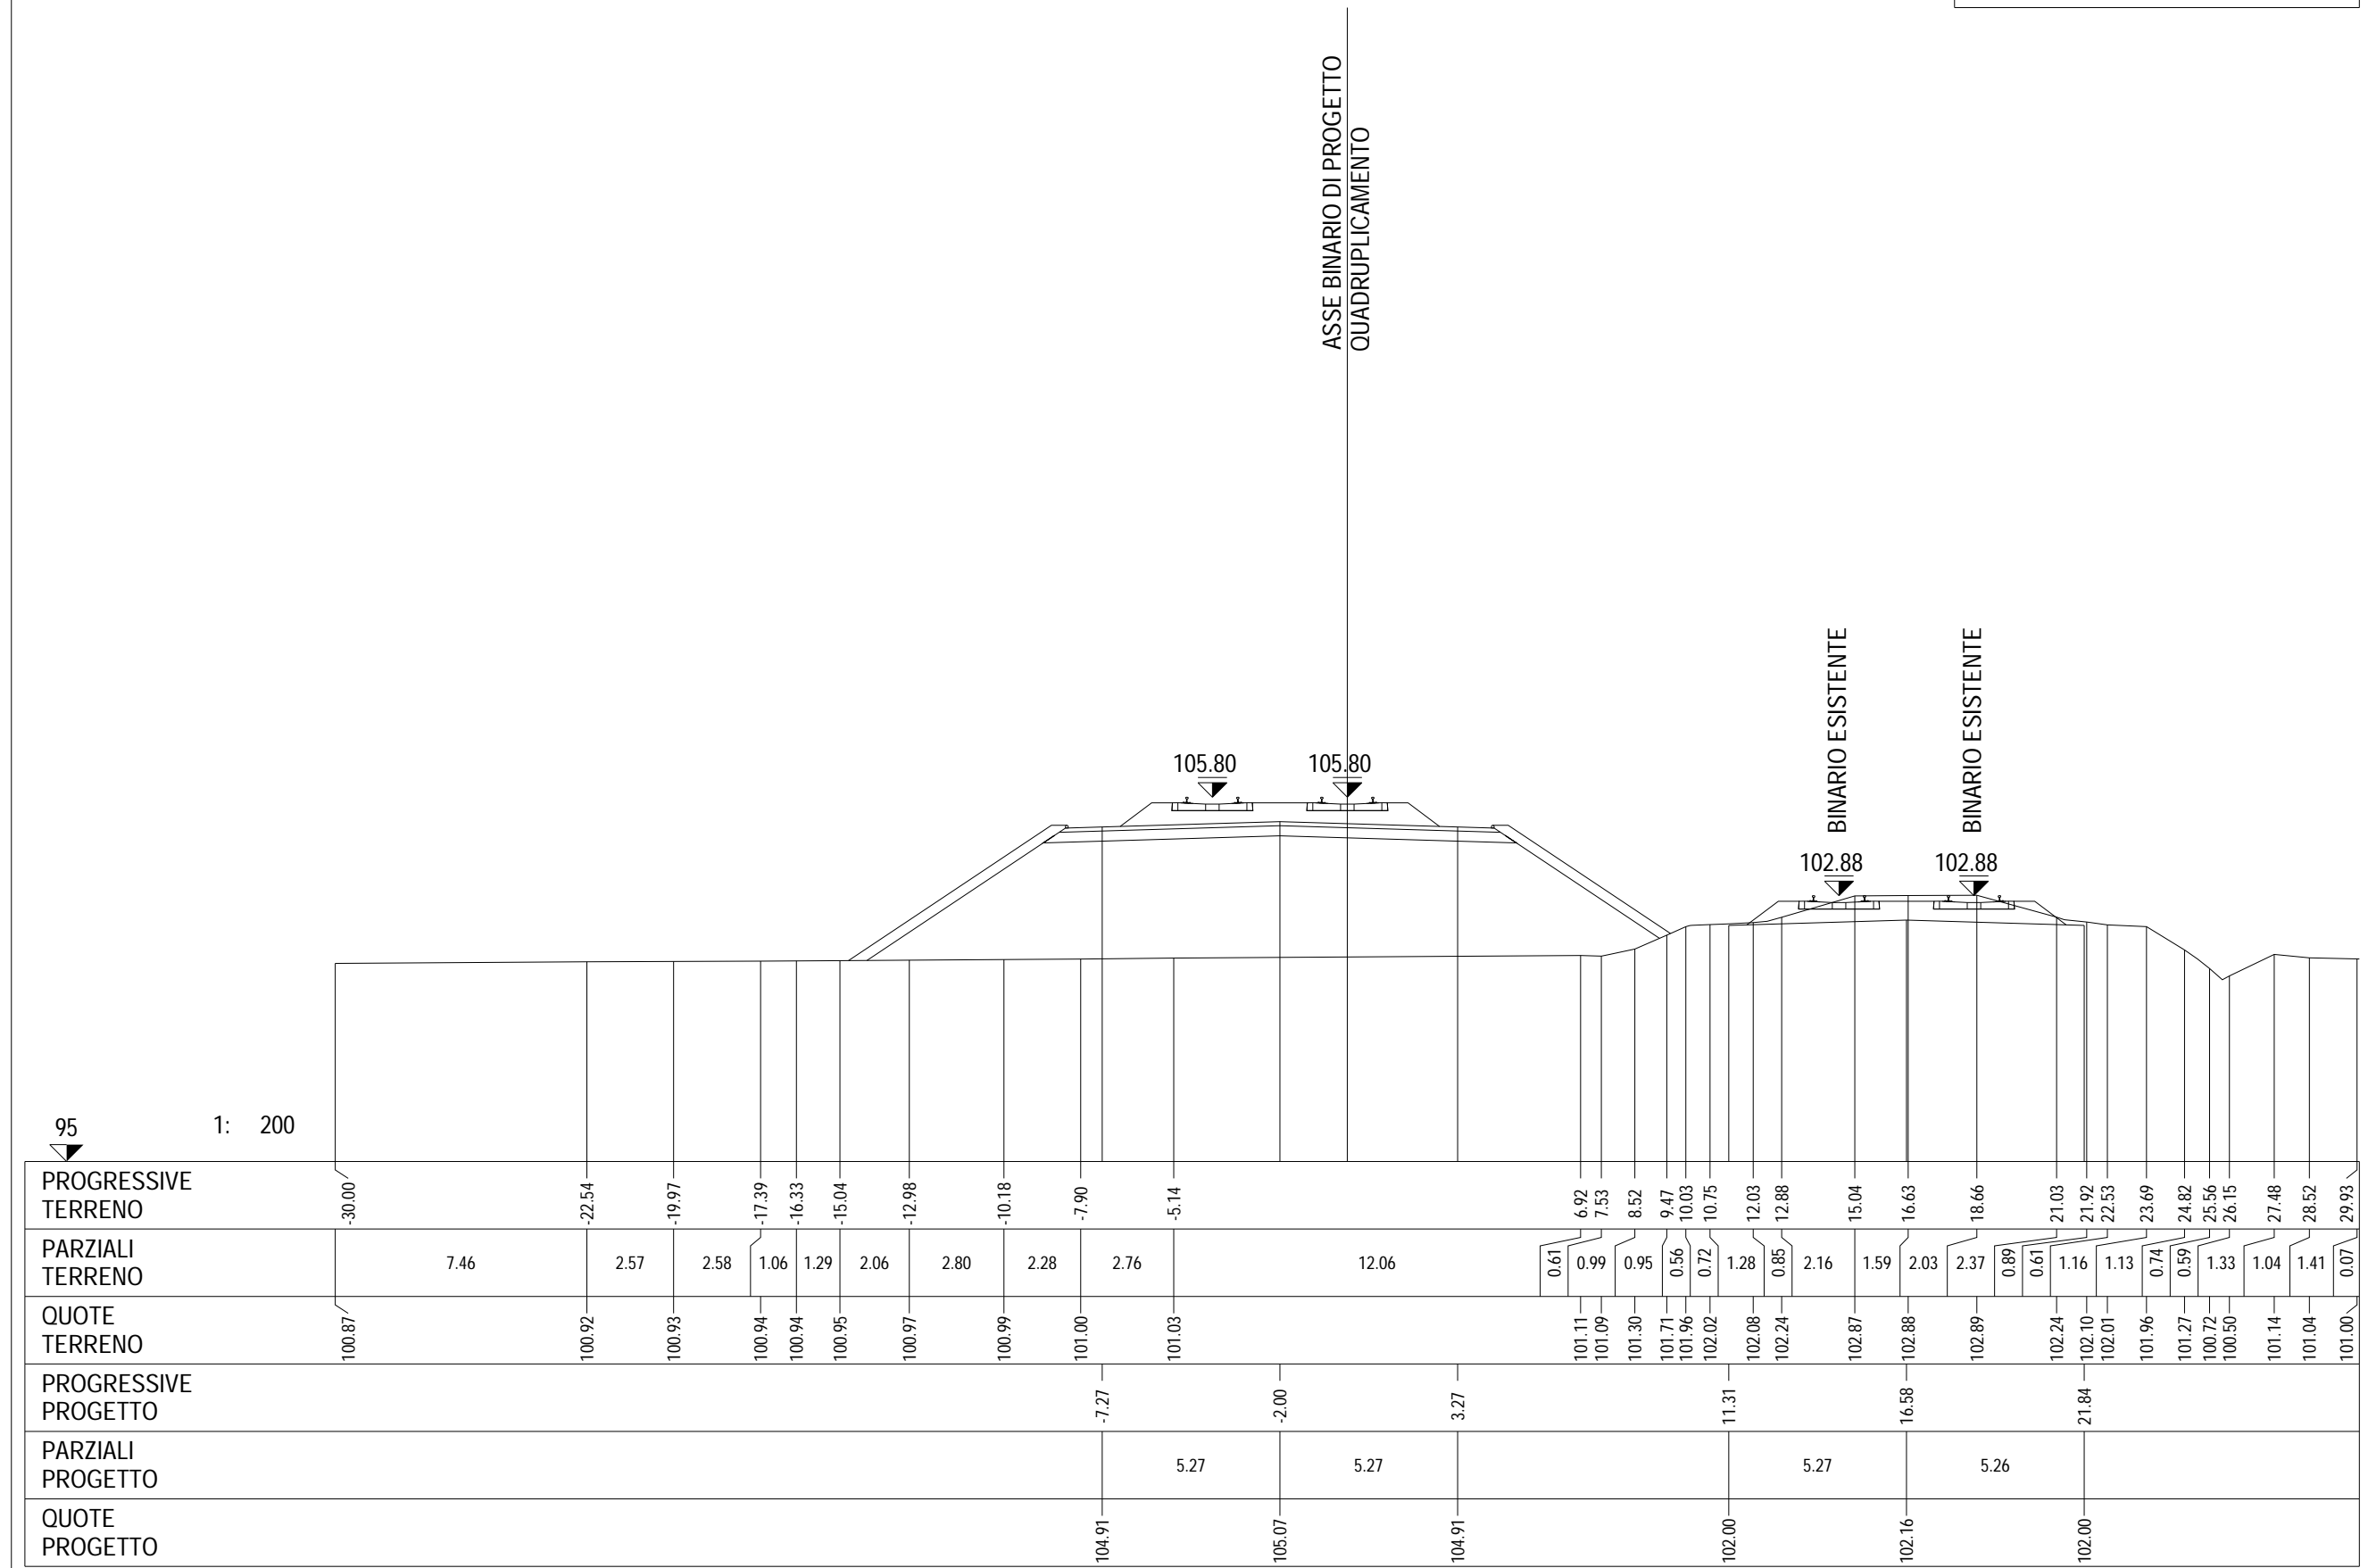 ASSE BINARIO DI PROGETTO
QUADRUPLICAMENTO
BINARIO ESISTENTE
BINARIO ESISTENTE
105.80
105.80
102.88
102.88
95
1: 200
PROGRESSIVE
TERRENO
-30.00 -22.54 -19.97 -17.39 -16.33 -15.04 -12.98 -10.18 -7.90 -5.14 6.92 7.53 8.52 9.47 10.03 10.75 12.03 12.88 15.04 16.63 18.66 21.03 21.92 22.53 23.69 24.82 25.56 26.15 27.48 28.52 29.93
PARZIALI
TERRENO
7.46 2.57 2.58 1.06 1.29 2.06 2.80 2.28 2.76 12.06 0.61 0.99 0.95 0.56 0.72 1.28 0.85 2.16 1.59 2.03 2.37 0.89 0.61 1.16 1.13 0.74 0.59 1.33 1.04 1.41 0.07
QUOTE
TERRENO
100.87 100.92 100.93 100.94 100.94 100.95 100.97 100.99 101.00 101.03 101.11 101.09 101.30 101.71 101.96 102.02 102.08 102.24 102.87 102.88 102.89 102.24 102.10 102.01 101.96 101.27 100.72 100.50 101.14 101.04 101.00
PROGRESSIVE
PROGETTO
-7.27 -2.00 3.27 11.31 16.58 21.84
PARZIALI
PROGETTO
5.27 5.27 5.27 5.26
QUOTE
PROGETTO
104.91 105.07 104.91 102.00 102.16 102.00